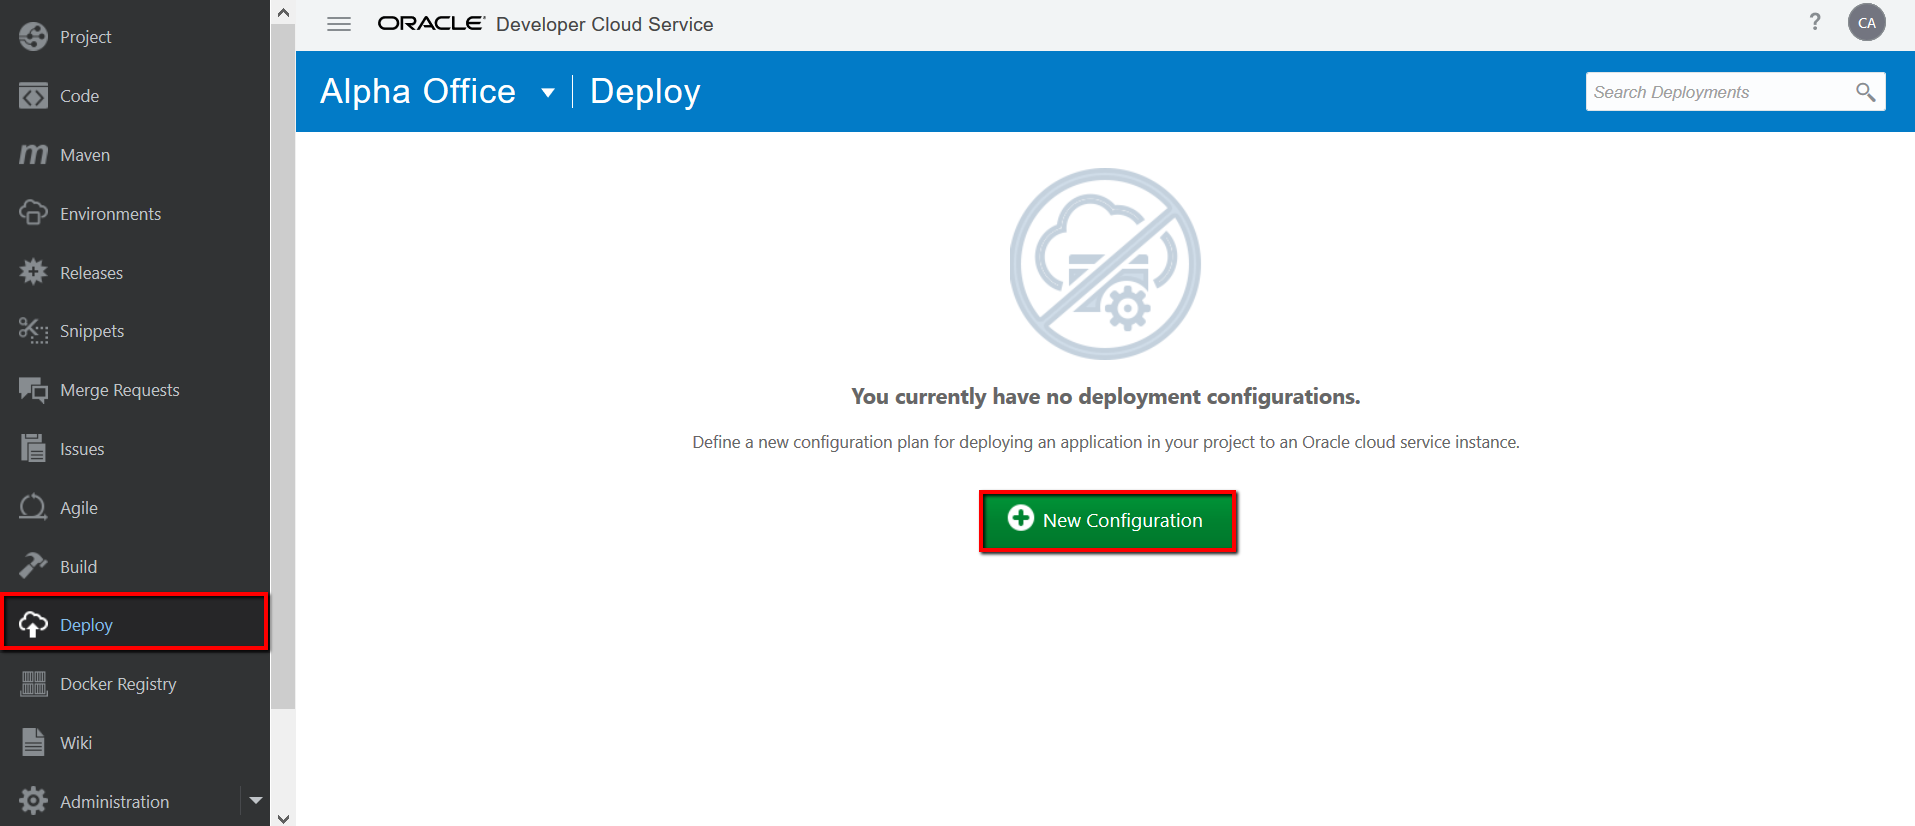 Project
Code
Maven
Environments
Releases
Snippets
Merge Requests
Issues
Agile
Build
Deploy
Docker Registry
Wiki
Administration
ORACLE® Developer Cloud Service
?
CA
Alpha Office
Deploy
Search Deployments
You currently have no deployment configurations.
Define a new configuration plan for deploying an application in your project to an Oracle cloud service instance.
New Configuration